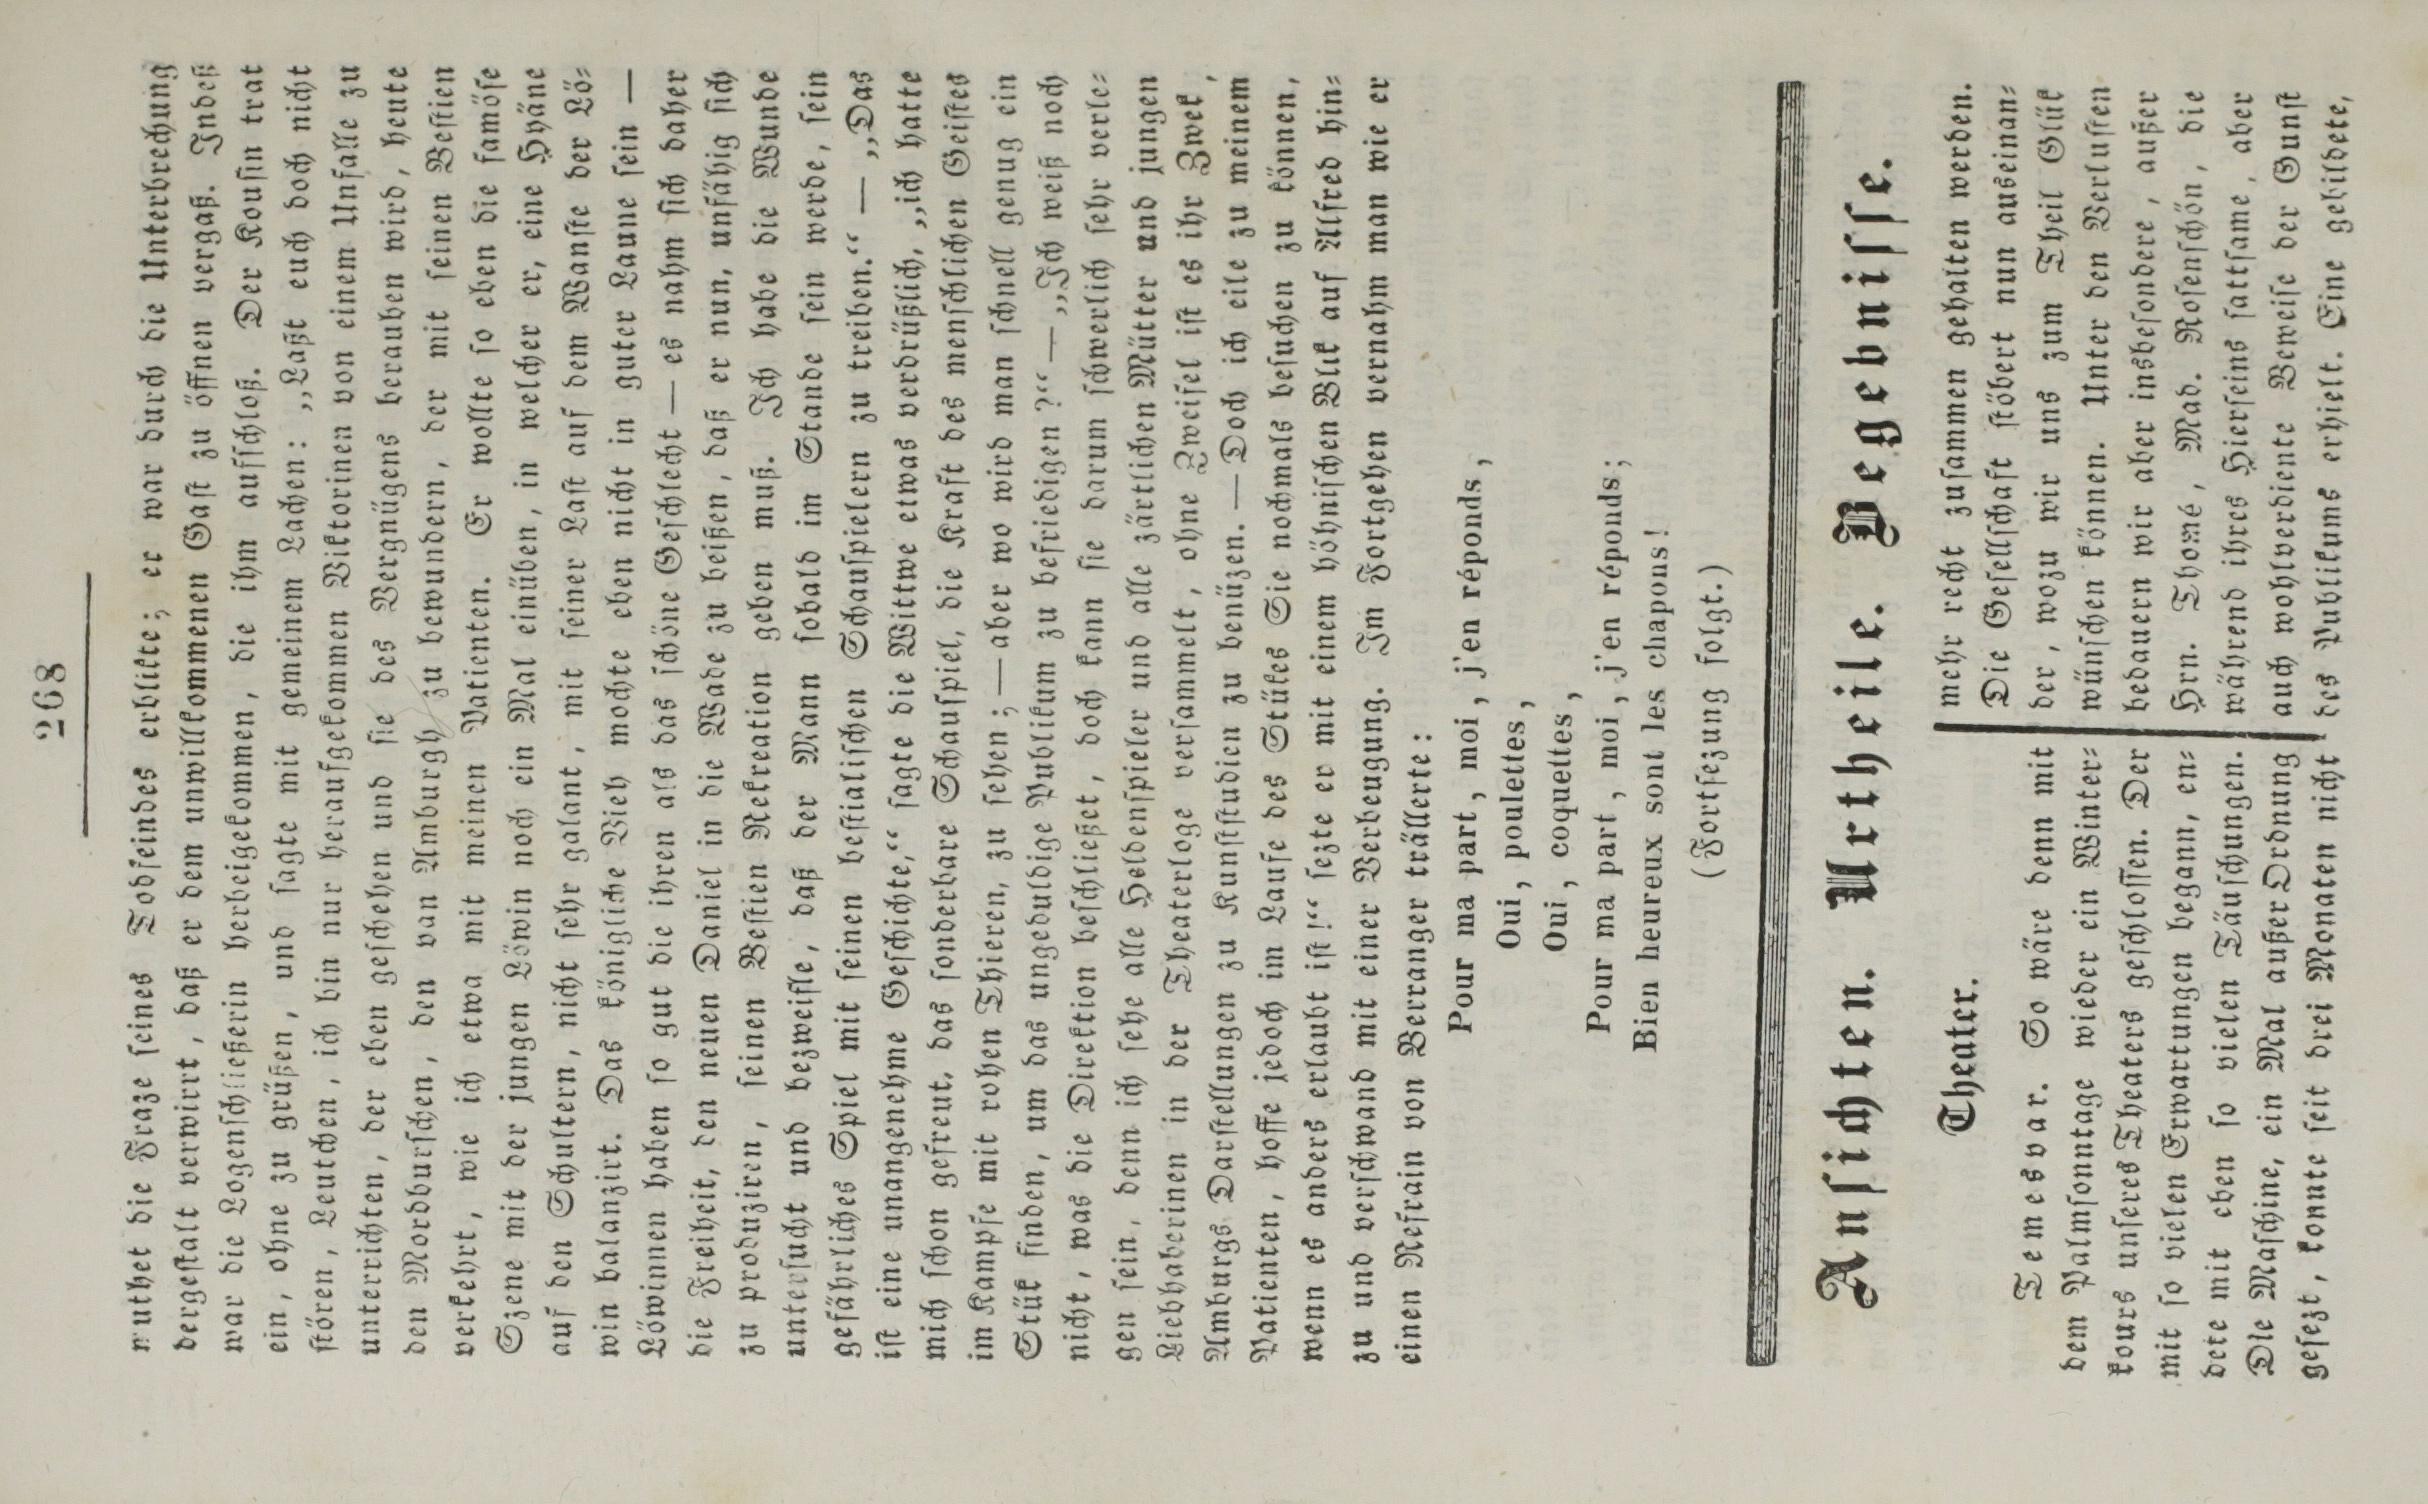 268
muthet die Fraze seines Todfeindes erblikte; er war durch die Unterbrechung
dergestalt verwirrt, daß er dem unwillkommenen Gast zu öffnen vergaß. Indeß
war die Logenschließerin herbeigekommen, die ihm aufschloß. Der Kousin trat
ein, ohne zu grüßen, und sagte mit gemeinem Lachen: „Laßt euch doch nicht
stören, Leutchen, ich bin nur heraufgekommen Viktorinen von einem Unfalle zu
unterrichten, der eben geschehen und sie des Vergnügens berauben wird, heute
den Mordburschen, den van Amburgh zu bewundern, der mit seinen Bestien
verkehrt, wie ich etwa mit meinen Patienten. Er wollte so eben die famöse
Szene mit der jungen Löwin noch ein Mal einüben, in welcher er, eine Hyäne
auf den Schultern, nicht sehr galant, mit seiner Last auf dem Wanste der Lö-
win balanzirt. Das königliche Vieh mochte eben nicht in guter Laune sein —
Löwinnen haben so gut die ihren als das schöne Geschlecht — es nahm sich daher
die Freiheit, den neuen Daniel in die Wade zu beißen, daß er nun, unfähig sich
zu produziren, seinen Bestien Rekreation geben muß. Ich habe die Wunde
untersucht und bezweifle, daß der Mann sobald im Stande sein werde, sein
gefährliches Spiel mit seinen bestialischen Schauspielern zu treiben.“ — „Das
ist eine unangenehme Geschichte,“ sagte die Wittwe etwas verdrüßlich, „ich hatte
mich schon gefreut, das sonderbare Schauspiel, die Kraft des menschlichen Geistes
im Kampfe mit rohen Thieren, zu sehen; — aber wo wird man schnell genug ein
Stük finden, um das ungeduldige Publikum zu befriedigen?“ — „Ich weiß noch
nicht, was die Direktion beschließet, doch kann sie darum schwerlich sehr verle-
gen sein, denn ich sehe alle Heldenspieler und alle zärtlichen Mütter und jungen
Liebhaberinen in der Theaterloge versammelt, ohne Zweifel ist es ihr Zwek,
Amburgs Darstellungen zu Kunststudien zu benüzen. — Doch ich eile zu meinem
Patienten, hoffe jedoch im Laufe des Stükes Sie nochmals besuchen zu können,
wenn es anders erlaubt ist!“ sezte er mit einem höhnischen Blik auf Alfred hin-
zu und verschwand mit einer Verbeugung. Im Fortgehen vernahm man wie er
einen Refrain von Berranger trällerte:
Pour ma part, moi, j'en réponds,
Oui, poulettes,
Oui, coquettes,
Pour ma part, moi, j'en réponds;
Bien heureux sont les chapons!
(Fortsezung folgt.)
Ansichten. Urtheile. Begebnisse.
Theater.
Temesvar. So wäre denn mit
dem Palmsonntage wieder ein Winter-
kours unseres Theaters geschlossen. Der
mit so vielen Erwartungen begann, en-
dete mit eben so vielen Täuschungen.
Die Maschine, ein Mal außer Ordnung
gesezt, konnte seit drei Monaten nicht
mehr recht zusammen gehalten werden.
Die Gesellschaft stöbert nun auseinan-
der, wozu wir uns zum Theil Glük
wünschen können. Unter den Verlusten
bedauern wir aber insbesondere, außer
Hrn. Thomé, Mad. Rosenschön, die
während ihres Hierseins sattsame, aber
auch wohlverdiente Beweise der Gunst
des Publikums erhielt. Eine gebildete,